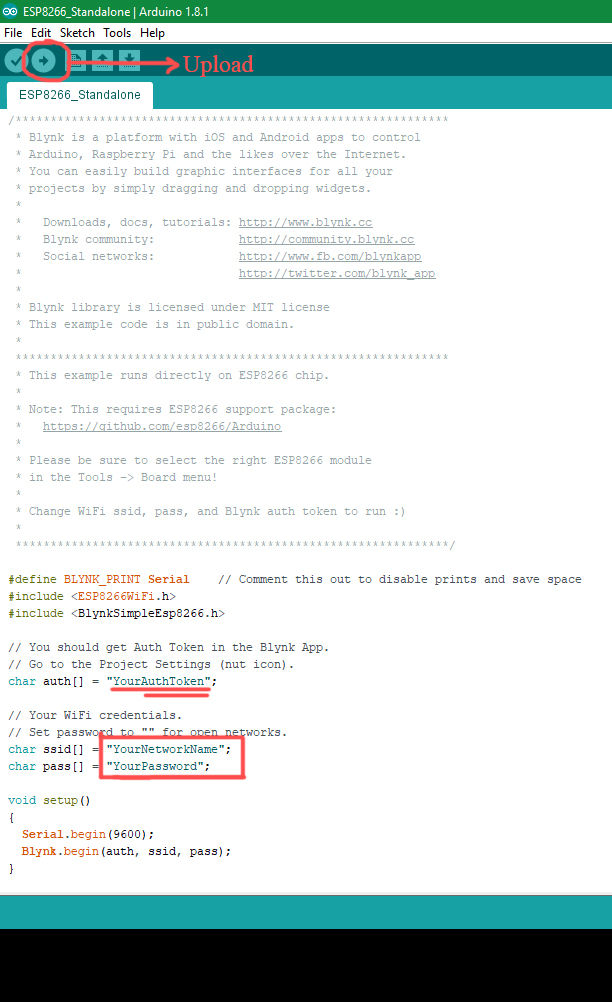 ESP8266_Standalone | Arduino 1.8.1
File Edit Sketch Tools Help
Upload
ESP8266_Standalone
/**************************************************************
 * Blynk is a platform with iOS and Android apps to control
 * Arduino, Raspberry Pi and the likes over the Internet.
 * You can easily build graphic interfaces for all your
 * projects by simply dragging and dropping widgets.
 *
 *   Downloads, docs, tutorials: http://www.blynk.cc
 *   Blynk community:            http://community.blynk.cc
 *   Social networks:            http://www.fb.com/blynkapp
 *                               http://twitter.com/blynk_app
 *
 * Blynk library is licensed under MIT license
 * This example code is in public domain.
 *
 **************************************************************
 * This example runs directly on ESP8266 chip.
 *
 * Note: This requires ESP8266 support package:
 *   https://github.com/esp8266/Arduino
 *
 * Please be sure to select the right ESP8266 module
 * in the Tools -> Board menu!
 *
 * Change WiFi ssid, pass, and Blynk auth token to run :)
 *
 **************************************************************/
#define BLYNK_PRINT Serial    // Comment this out to disable prints and save space
#include <ESP8266WiFi.h>
#include <BlynkSimpleEsp8266.h>
// You should get Auth Token in the Blynk App.
// Go to the Project Settings (nut icon).
char auth[] = "YourAuthToken";
// Your WiFi credentials.
// Set password to "" for open networks.
char ssid[] = "YourNetworkName";
char pass[] = "YourPassword";
void setup()
{
  Serial.begin(9600);
  Blynk.begin(auth, ssid, pass);
}